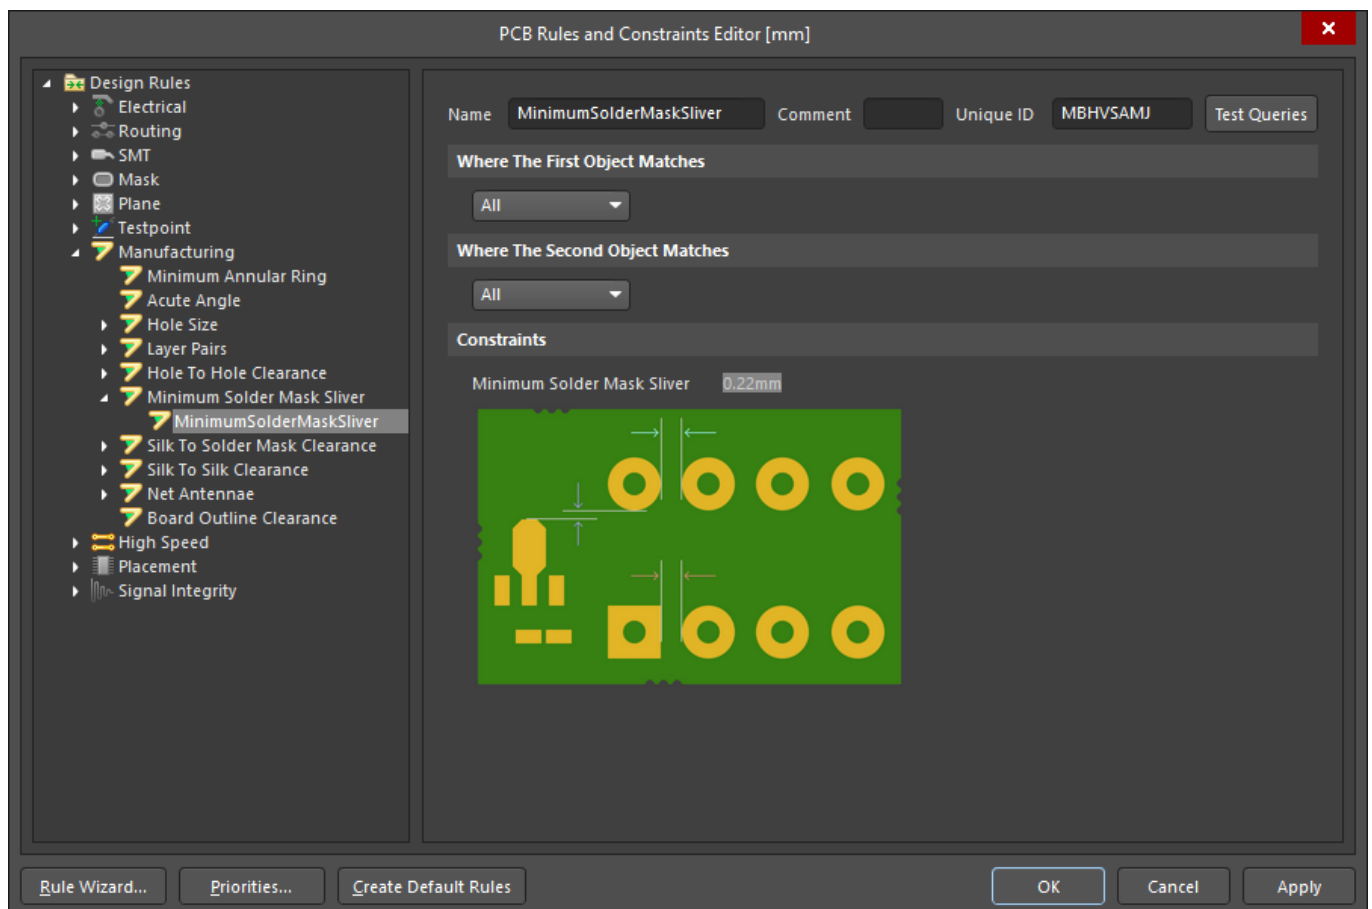 PCB Rules and Constraints Editor [mm]
Design Rules
Electrical
Routing
SMT
Mask
Plane
Testpoint
Manufacturing
Minimum Annular Ring
Acute Angle
Hole Size
Layer Pairs
Hole To Hole Clearance
Minimum Solder Mask Sliver
MinimumSolderMaskSliver
Silk To Solder Mask Clearance
Silk To Silk Clearance
Net Antennae
Board Outline Clearance
High Speed
Placement
Signal Integrity
Name MinimumSolderMaskSliver Comment Unique ID MBHVSAMJ Test Queries
Where The First Object Matches
All
Where The Second Object Matches
All
Constraints
Minimum Solder Mask Sliver 0.22mm
Rule Wizard... Priorities... Create Default Rules OK Cancel Apply